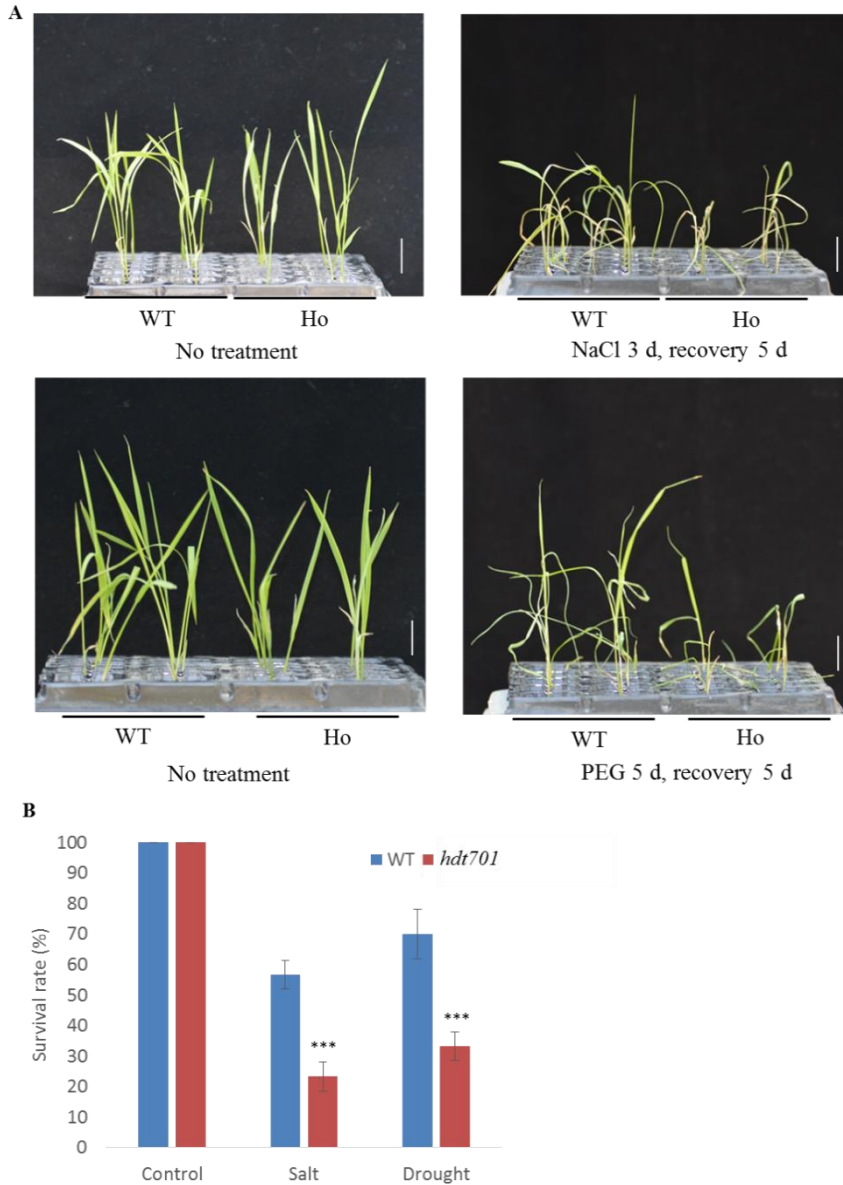 A
WT Ho WT Ho
No treatment NaCl 3 d, recovery 5 d
WT Ho WT Ho
No treatment PEG 5 d, recovery 5 d
B
100
90
80
70
60
50
40
30
20
10
0
Survival rate (%)
WT hdt701
***
***
Control Salt Drought